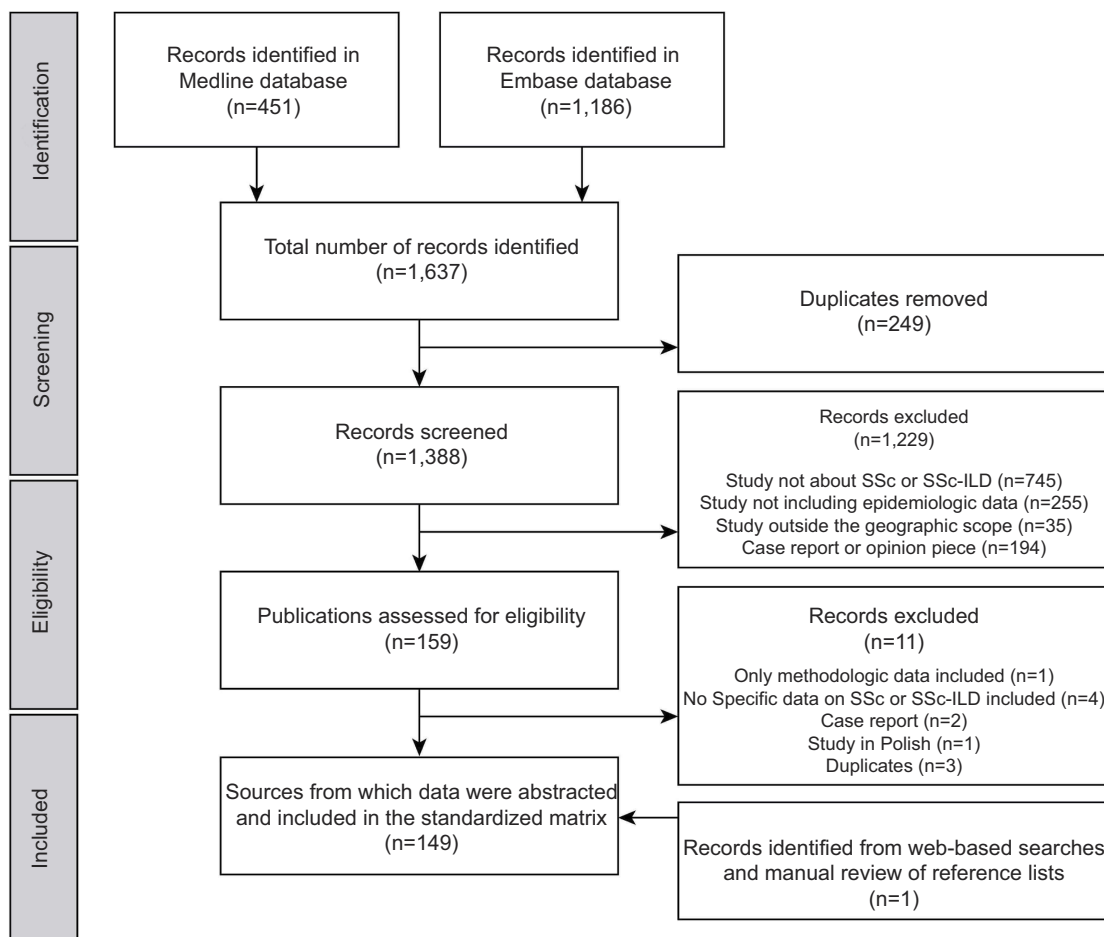 Identification
Records identified in
Medline database
(n=451)
Records identified in
Embase database
(n=1,186)
Total number of records identified
(n=1,637)
Screening
Duplicates removed
(n=249)
Records screened
(n=1,388)
Records excluded
(n=1,229)
Study not about SSc or SSc-ILD (n=745)
Study not including epidemiologic data (n=255)
Study outside the geographic scope (n=35)
Case report or opinion piece (n=194)
Eligibility
Publications assessed for eligibility
(n=159)
Records excluded
(n=11)
Only methodologic data included (n=1)
No Specific data on SSc or SSc-ILD included (n=4)
Case report (n=2)
Study in Polish (n=1)
Duplicates (n=3)
Included
Sources from which data were abstracted
and included in the standardized matrix
(n=149)
Records identified from web-based searches
and manual review of reference lists
(n=1)